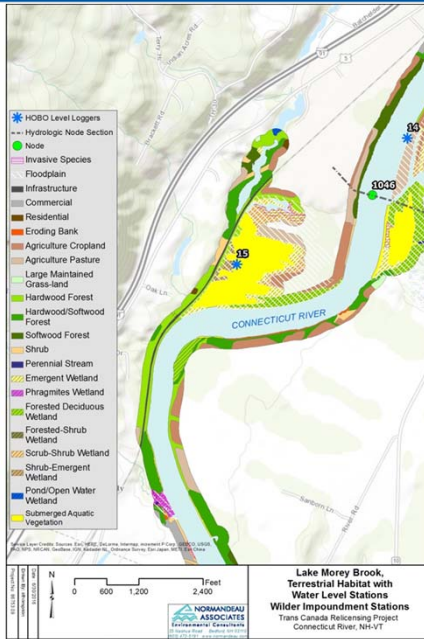 HOBO Level Loggers
Hydrologic Node Section
Node
Invasive Species
Floodplain
Infrastructure
Commercial
Residential
Eroding Bank
Agriculture Cropland
Agriculture Pasture
Large Maintained
Grass-land
Hardwood Forest
Hardwood/Softwood
Forest
Softwood Forest
Shrub
Perennial Stream
Emergent Wetland
Phragmites Wetland
Forested Deciduous
Wetland
Forested-Shrub
Wetland
Scrub-Shrub Wetland
Shrub-Emergent
Wetland
Pond/Open Water
Wetland
Submerged Aquatic
Vegetation
14
1046
15
Oak Ln
CONNECTICUT RIVER
Sanborn Ln
River Rd
N
Feet
0 600 1,200 2,400
NORMANDEAU
ASSOCIATES
Environmental Consultants
Lake Morey Brook,
Terrestrial Habitat with
Water Level Stations
Wilder Impoundment Stations
Trans Canada Relicensing Project
Connecticut River, NH-VT